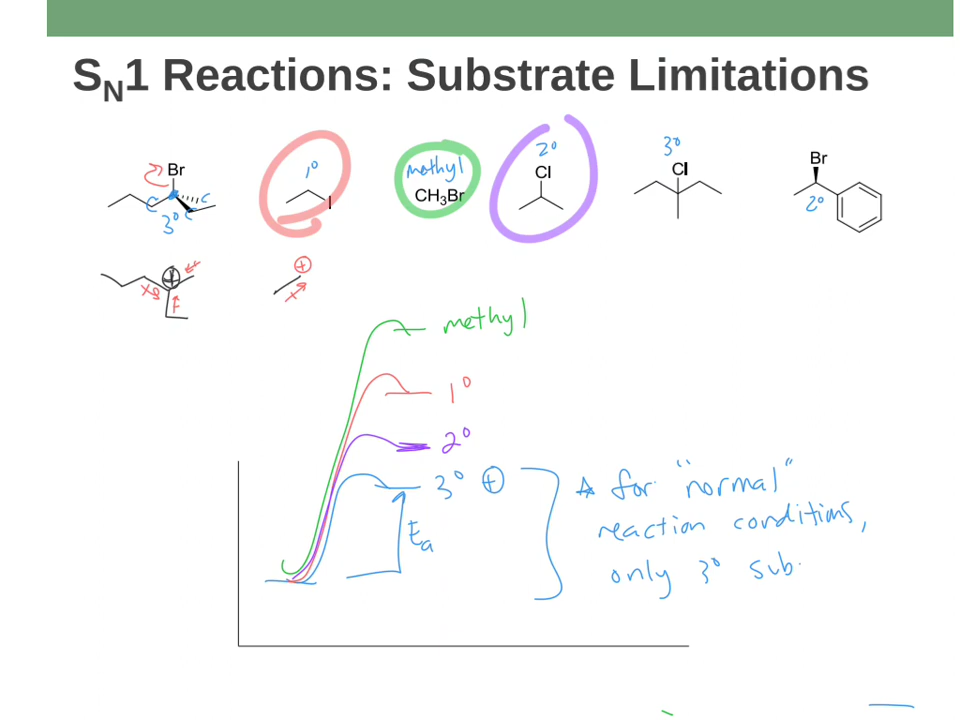 S_N1 Reactions: Substrate Limitations
Br
C
C
C
3°
1°
I
methyl
CH₃Br
2°
Cl
3°
Cl
Br
2°
+
+
methyl
1°
2°
3° +
Ea
for "normal"
reaction conditions,
only 3° sub.